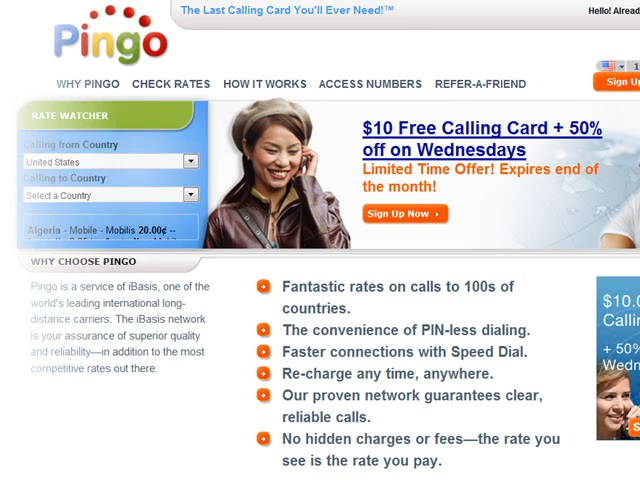 The Last Calling Card You'll Ever Need!™
Hello! Alread
Pingo
WHY PINGO CHECK RATES HOW IT WORKS ACCESS NUMBERS REFER-A-FRIEND
1
Sign U
RATE WATCHER
Calling from Country
United States
Calling to Country
Select a Country
Algeria - Mobile - Mobilis 20.00¢ --
$10 Free Calling Card + 50%
off on Wednesdays
Limited Time Offer! Expires end of
the month!
Sign Up Now
WHY CHOOSE PINGO
Pingo is a service of iBasis, one of the
world's leading international long-
distance carriers. The iBasis network
is your assurance of superior quality
and reliability—in addition to the most
competitive rates out there.
Fantastic rates on calls to 100s of
countries.
The convenience of PIN-less dialing.
Faster connections with Speed Dial.
Re-charge any time, anywhere.
Our proven network guarantees clear,
reliable calls.
No hidden charges or fees—the rate you
see is the rate you pay.
$10.0
Callin
+ 50%
Wedn
S